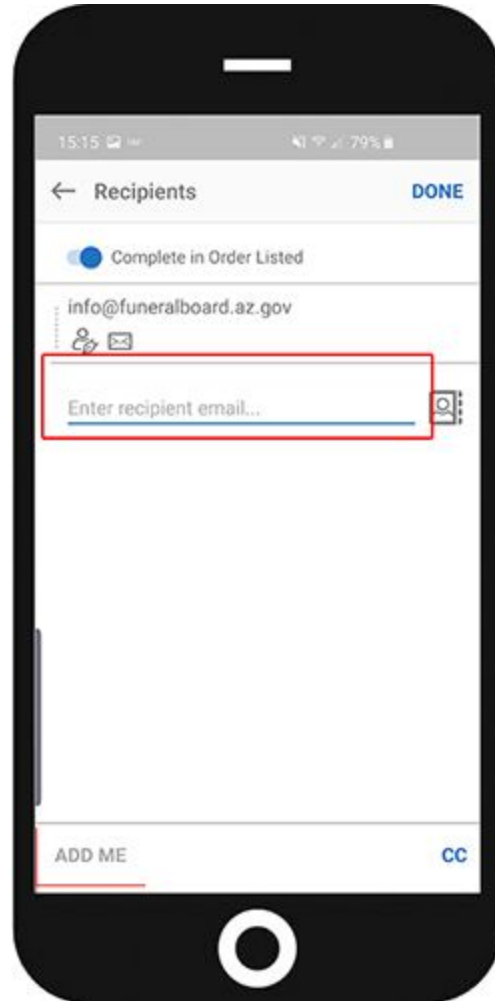 15:15 79%
Recipients DONE
Complete in Order Listed
info@funeralboard.az.gov
Enter recipient email...
ADD ME CC